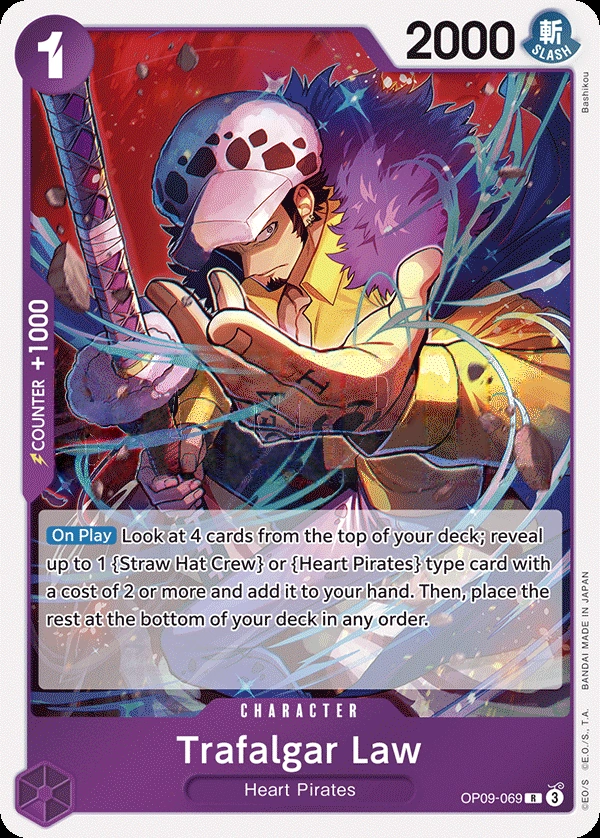 1
2000
斬
SLASH
Bashikou
COUNTER +1000
On Play Look at 4 cards from the top of your deck; reveal
up to 1 {Straw Hat Crew} or {Heart Pirates} type card with
a cost of 2 or more and add it to your hand. Then, place the
rest at the bottom of your deck in any order.
CHARACTER
Trafalgar Law
Heart Pirates
OP09-069 R 3
©E.O/S ©E.O./S., T.A. BANDAI MADE IN JAPAN